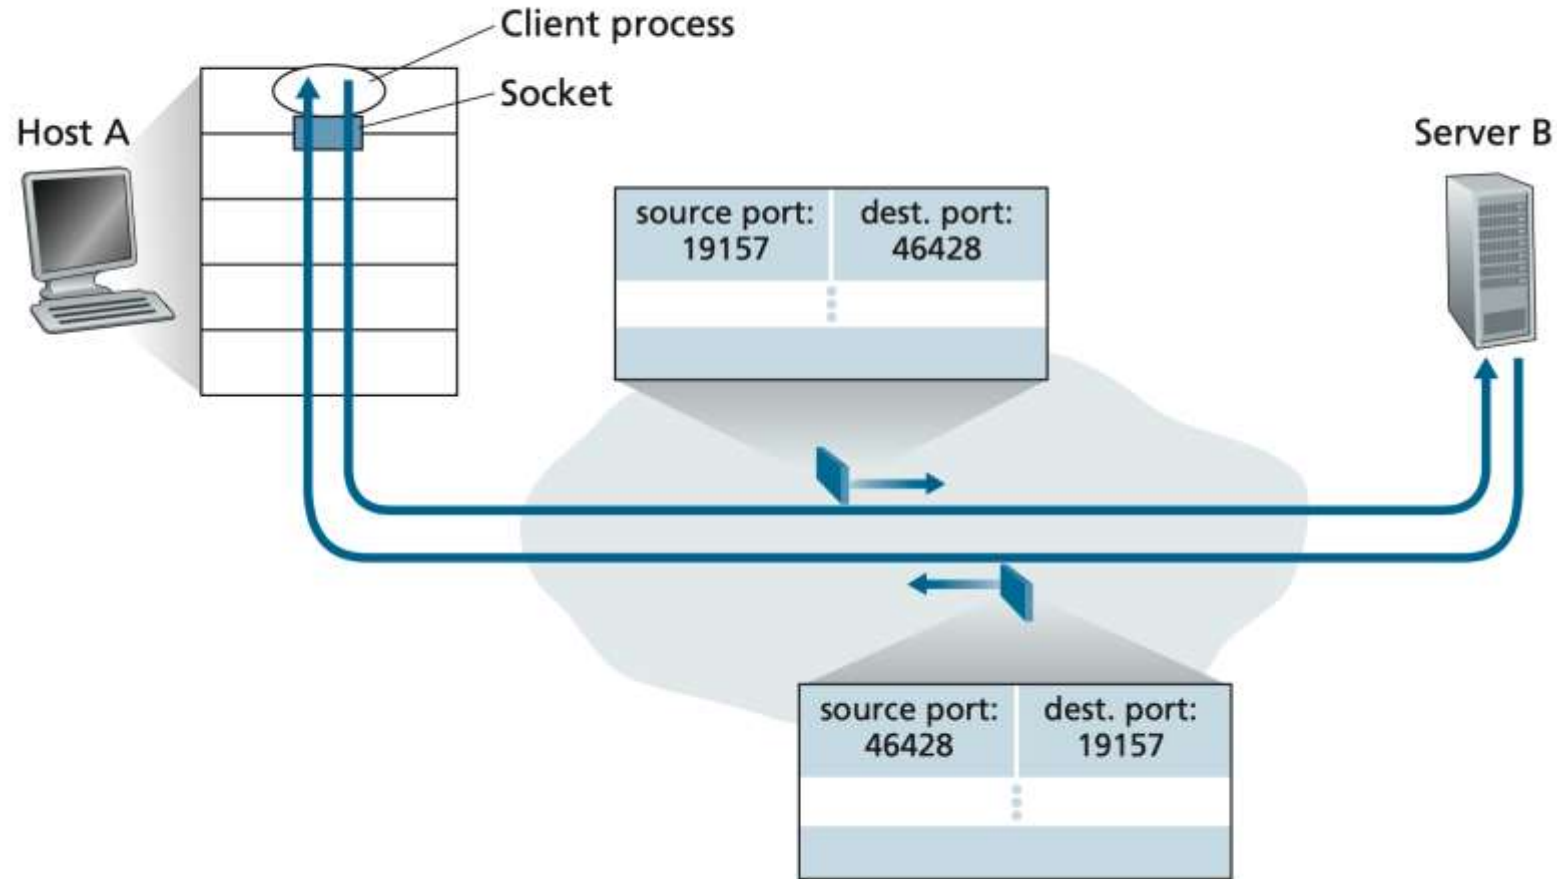 Client process
Socket
Host A
Server B
source port:
19157
dest. port:
46428
source port:
46428
dest. port:
19157